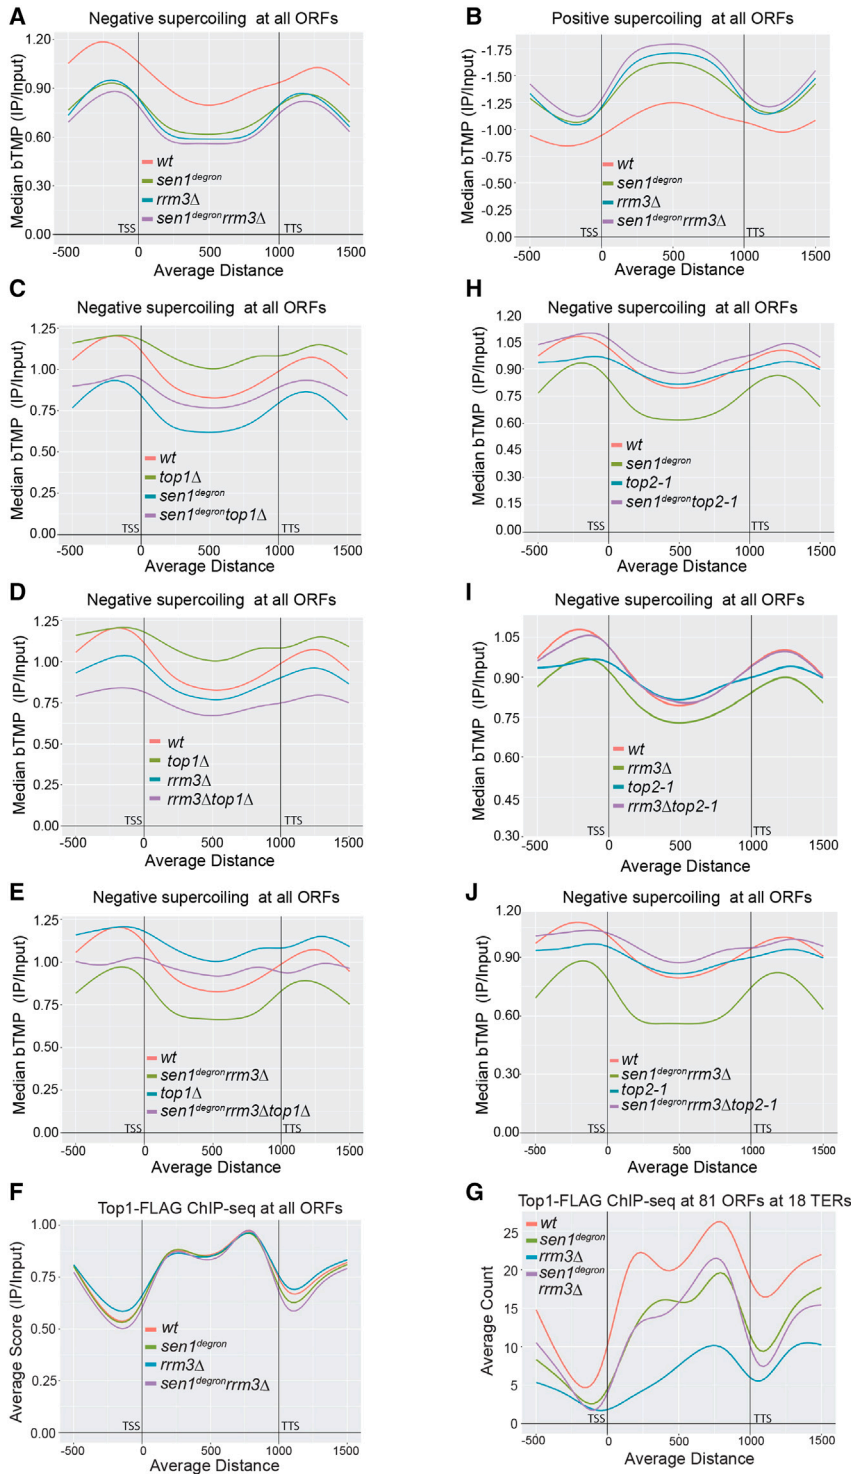 A
Negative supercoiling at all ORFs
Median bTMP (IP/Input)
1.20
0.90
0.60
0.30
0.00
wt
sen1degron
rrm3Δ
sen1degronrrm3Δ
TSS
TTS
-500 0 500 1000 1500
Average Distance
B
Positive supercoiling at all ORFs
Median bTMP (IP/Input)
-1.75
-1.50
-1.25
-1.00
-0.75
-0.50
-0.25
-0.00
wt
sen1degron
rrm3Δ
sen1degronrrm3Δ
TSS
TTS
-500 0 500 1000 1500
Average Distance
C
Negative supercoiling at all ORFs
Median bTMP (IP/Input)
1.25
1.00
0.75
0.50
0.25
0.00
wt
top1Δ
sen1degron
sen1degrontop1Δ
TSS
TTS
-500 0 500 1000 1500
Average Distance
H
Negative supercoiling at all ORFs
Median bTMP (IP/Input)
1.20
1.05
0.90
0.75
0.60
0.45
0.30
0.15
0.00
wt
sen1degron
top2-1
sen1degrontop2-1
TSS
TTS
-500 0 500 1000 1500
Average Distance
D
Negative supercoiling at all ORFs
Median bTMP (IP/Input)
1.25
1.00
0.75
0.50
0.25
0.00
wt
top1Δ
rrm3Δ
rrm3Δtop1Δ
TSS
TTS
-500 0 500 1000 1500
Average Distance
I
Negative supercoiling at all ORFs
Median bTMP (IP/Input)
1.05
0.90
0.75
0.60
0.45
0.30
wt
rrm3Δ
top2-1
rrm3Δtop2-1
TSS
TTS
-500 0 500 1000 1500
Average Distance
E
Negative supercoiling at all ORFs
Median bTMP (IP/Input)
1.25
1.00
0.75
0.50
0.25
0.00
wt
sen1degronrrm3Δ
top1Δ
sen1degronrrm3Δtop1Δ
TSS
TTS
-500 0 500 1000 1500
Average Distance
J
Negative supercoiling at all ORFs
Median bTMP (IP/Input)
1.20
0.90
0.60
0.30
0.00
wt
sen1degronrrm3Δ
top2-1
sen1degronrrm3Δtop2-1
TSS
TTS
-500 0 500 1000 1500
Average Distance
F
Top1-FLAG ChIP-seq at all ORFs
Average Score (IP/Input)
1.00
0.75
0.50
0.25
0.00
wt
sen1degron
rrm3Δ
sen1degronrrm3Δ
TSS
TTS
-500 0 500 1000 1500
Average Distance
G
Top1-FLAG ChIP-seq at 81 ORFs at 18 TERs
Average Count
25
20
15
10
5
0
wt
sen1degron
rrm3Δ
sen1degron
rrm3Δ
TSS
TTS
-500 0 500 1000 1500
Average Distance